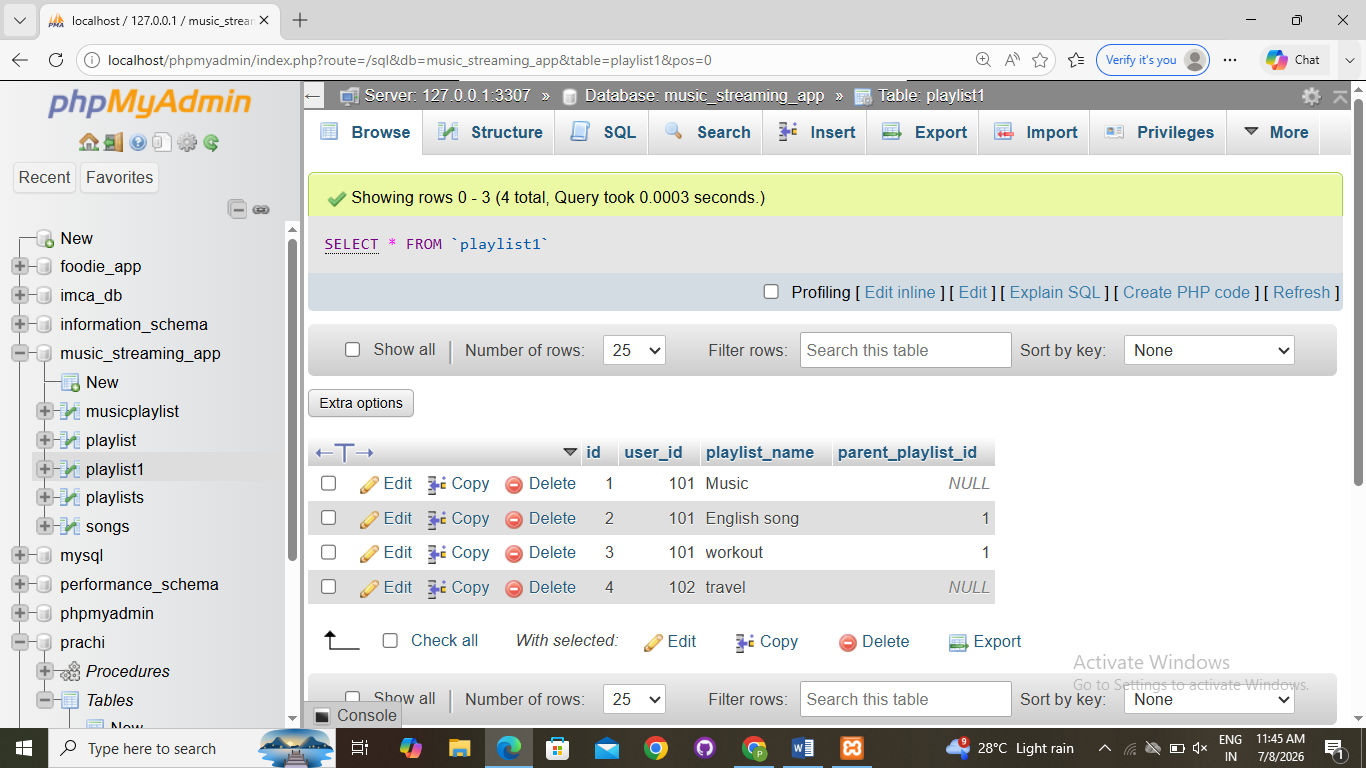 localhost / 127.0.0.1 / music_strear
localhost/phpmyadmin/index.php?route=/sql&db=music_streaming_app&table=playlist1&pos=0
Verify it's you
Chat
phpMyAdmin
Recent Favorites
New
foodie_app
imca_db
information_schema
music_streaming_app
New
musicplaylist
playlist
playlist1
playlists
songs
mysql
performance_schema
phpmyadmin
prachi
Procedures
Tables
New
Server: 127.0.0.1:3307 » Database: music_streaming_app » Table: playlist1
Browse Structure SQL Search Insert Export Import Privileges More
Showing rows 0 - 3 (4 total, Query took 0.0003 seconds.)
SELECT * FROM `playlist1`
Profiling [ Edit inline ] [ Edit ] [ Explain SQL ] [ Create PHP code ] [ Refresh ]
Show all Number of rows: 25 Filter rows: Search this table Sort by key: None
Extra options
id user_id playlist_name parent_playlist_id
Edit Copy Delete 1 101 Music NULL
Edit Copy Delete 2 101 English song 1
Edit Copy Delete 3 101 workout 1
Edit Copy Delete 4 102 travel NULL
Check all With selected: Edit Copy Delete Export
Activate Windows
Go to Settings to activate Windows.
Show all Number of rows: 25 Filter rows: Search this table Sort by key: None
Console
Type here to search
9
28°C Light rain
ENG
IN
11:45 AM
7/8/2026
1